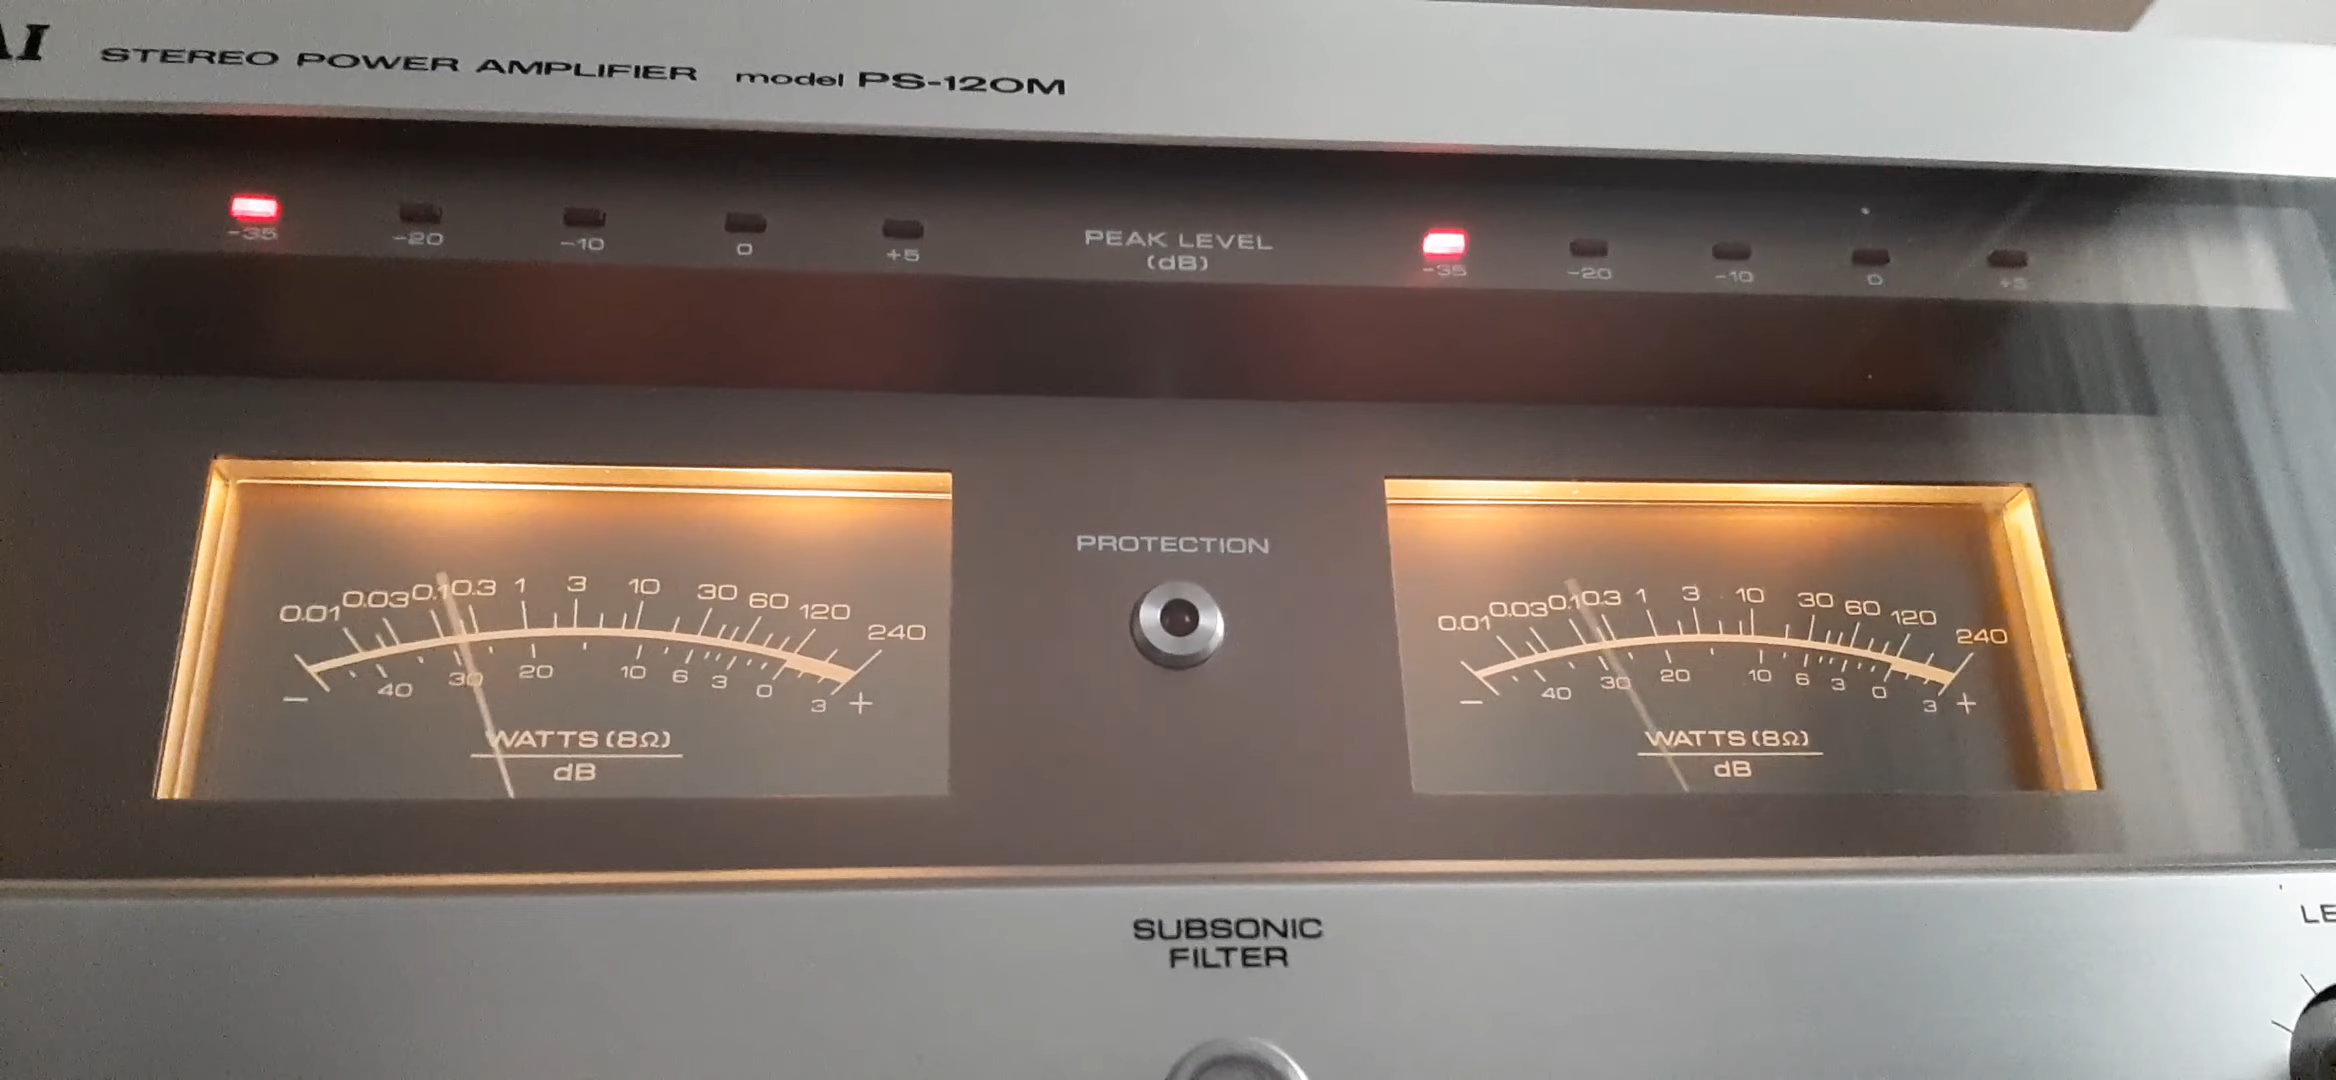 AI STEREO POWER AMPLIFIER model PS-120M
-35 -20 -10 0 +5
PEAK LEVEL
(dB)
-35 -20 -10 0 +5
0.01 0.03 0.1 0.3 1 3 10 30 60 120 240
− 40 30 20 10 6 3 0 3 +
WATTS (8Ω)
dB
PROTECTION
0.01 0.03 0.1 0.3 1 3 10 30 60 120 240
− 40 30 20 10 6 3 0 3 +
WATTS (8Ω)
dB
SUBSONIC
FILTER
LE